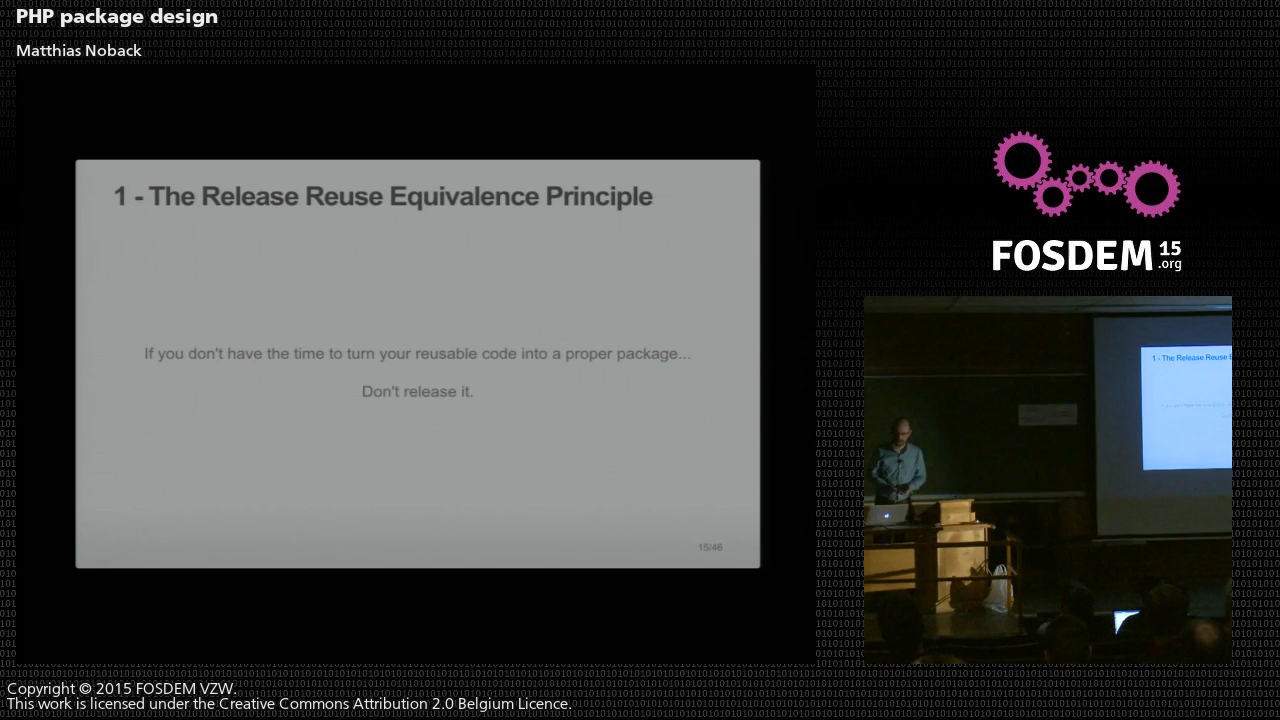 PHP package design
Matthias Noback
1 - The Release Reuse Equivalence Principle
If you don't have the time to turn your reusable code into a proper package...
Don't release it.
15/46
FOSDEM 15
.org
1 - The Release Reuse E
Copyright © 2015 FOSDEM VZW.
This work is licensed under the Creative Commons Attribution 2.0 Belgium Licence.